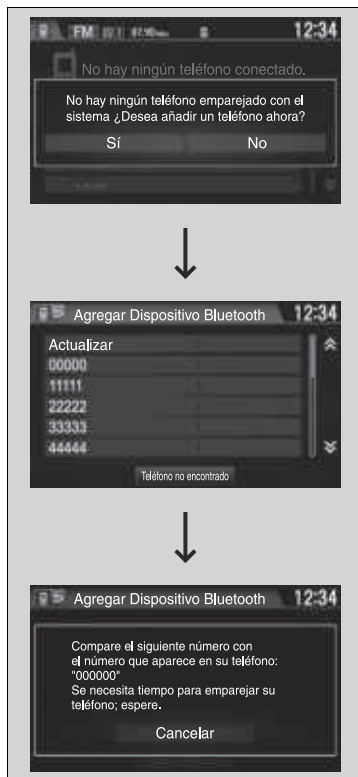 FM 87.90 12:34
No hay ningún teléfono conectado.
No hay ningún teléfono emparejado con el
sistema ¿Desea añadir un teléfono ahora?
Sí No
Agregar Dispositivo Bluetooth 12:34
Actualizar
00000
11111
22222
33333
44444
Teléfono no encontrado
Agregar Dispositivo Bluetooth 12:34
Compare el siguiente número con
el número que aparece en su teléfono:
"000000"
Se necesita tiempo para emparejar su
teléfono; espere.
Cancelar